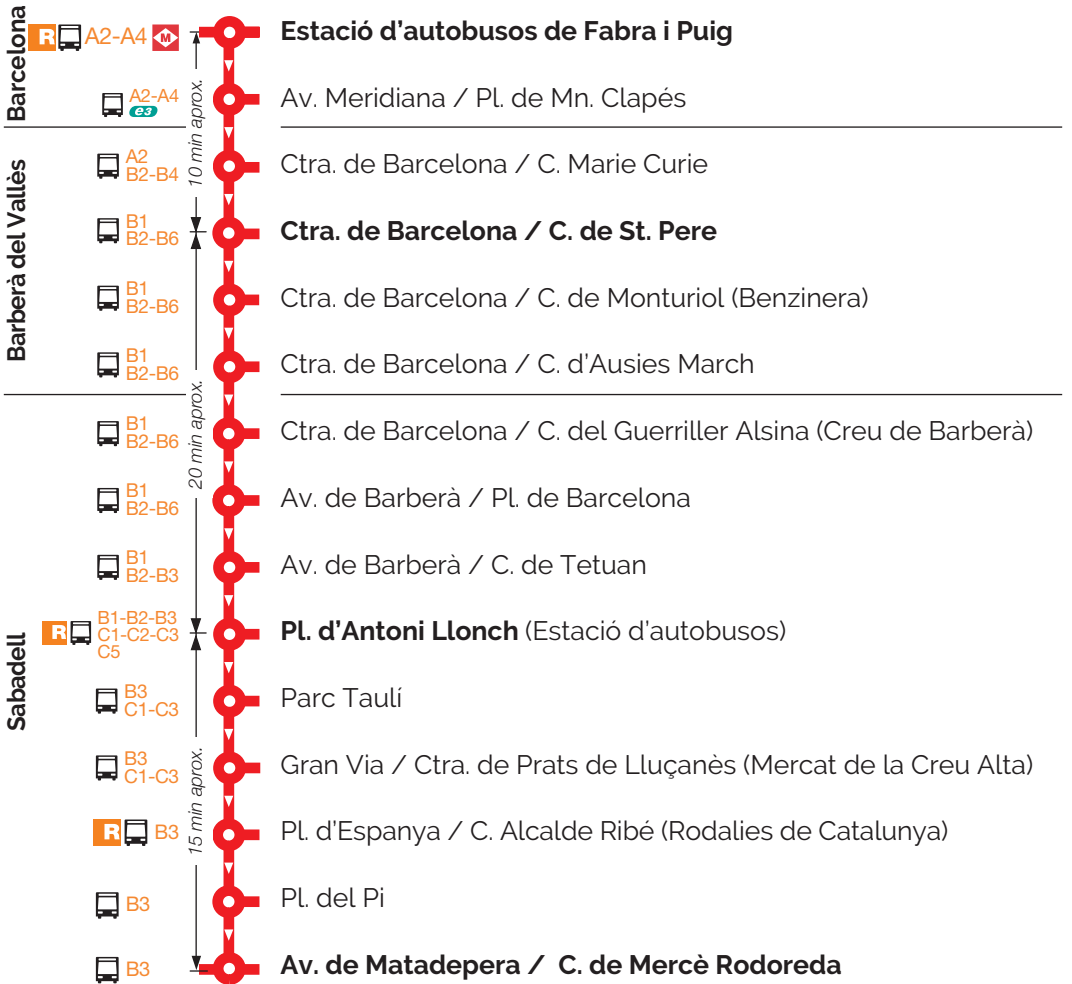 Barcelona
R A2-A4 M Estació d'autobusos de Fabra i Puig
A2-A4
e3
Av. Meridiana / Pl. de Mn. Clapés
10 min aprox.
Barberà del Vallès
A2
B2-B4
Ctra. de Barcelona / C. Marie Curie
B1
B2-B6
Ctra. de Barcelona / C. de St. Pere
B1
B2-B6
Ctra. de Barcelona / C. de Monturiol (Benzinera)
B1
B2-B6
Ctra. de Barcelona / C. d'Ausies March
20 min aprox.
Sabadell
B1
B2-B6
Ctra. de Barcelona / C. del Guerriller Alsina (Creu de Barberà)
B1
B2-B6
Av. de Barberà / Pl. de Barcelona
B1
B2-B3
Av. de Barberà / C. de Tetuan
R
B1-B2-B3
C1-C2-C3
C5
Pl. d'Antoni Llonch (Estació d'autobusos)
B3
C1-C3
Parc Taulí
B3
C1-C3
Gran Via / Ctra. de Prats de Lluçanès (Mercat de la Creu Alta)
15 min aprox.
R B3 Pl. d'Espanya / C. Alcalde Ribé (Rodalies de Catalunya)
B3 Pl. del Pi
B3 Av. de Matadepera / C. de Mercè Rodoreda